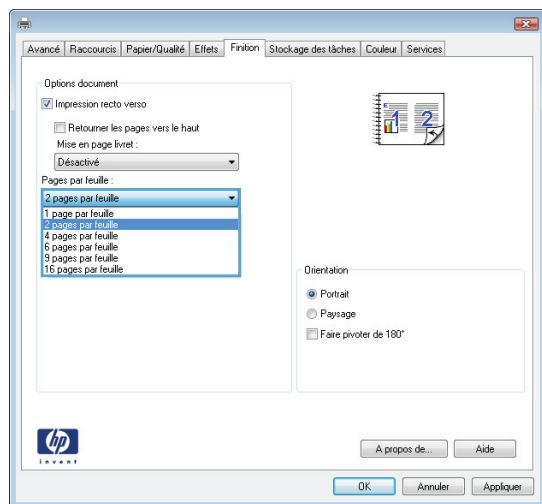 Avancé Raccourcis Papier/Qualité Effets Finition Stockage des tâches Couleur Services
Options document
Impression recto verso
Retourner les pages vers le haut
Mise en page livret :
Désactivé
Pages par feuille :
2 pages par feuille
1 page par feuille
2 pages par feuille
4 pages par feuille
6 pages par feuille
9 pages par feuille
16 pages par feuille
1 2
Orientation
Portrait
Paysage
Faire pivoter de 180°
hp
invent
A propos de... Aide
OK Annuler Appliquer